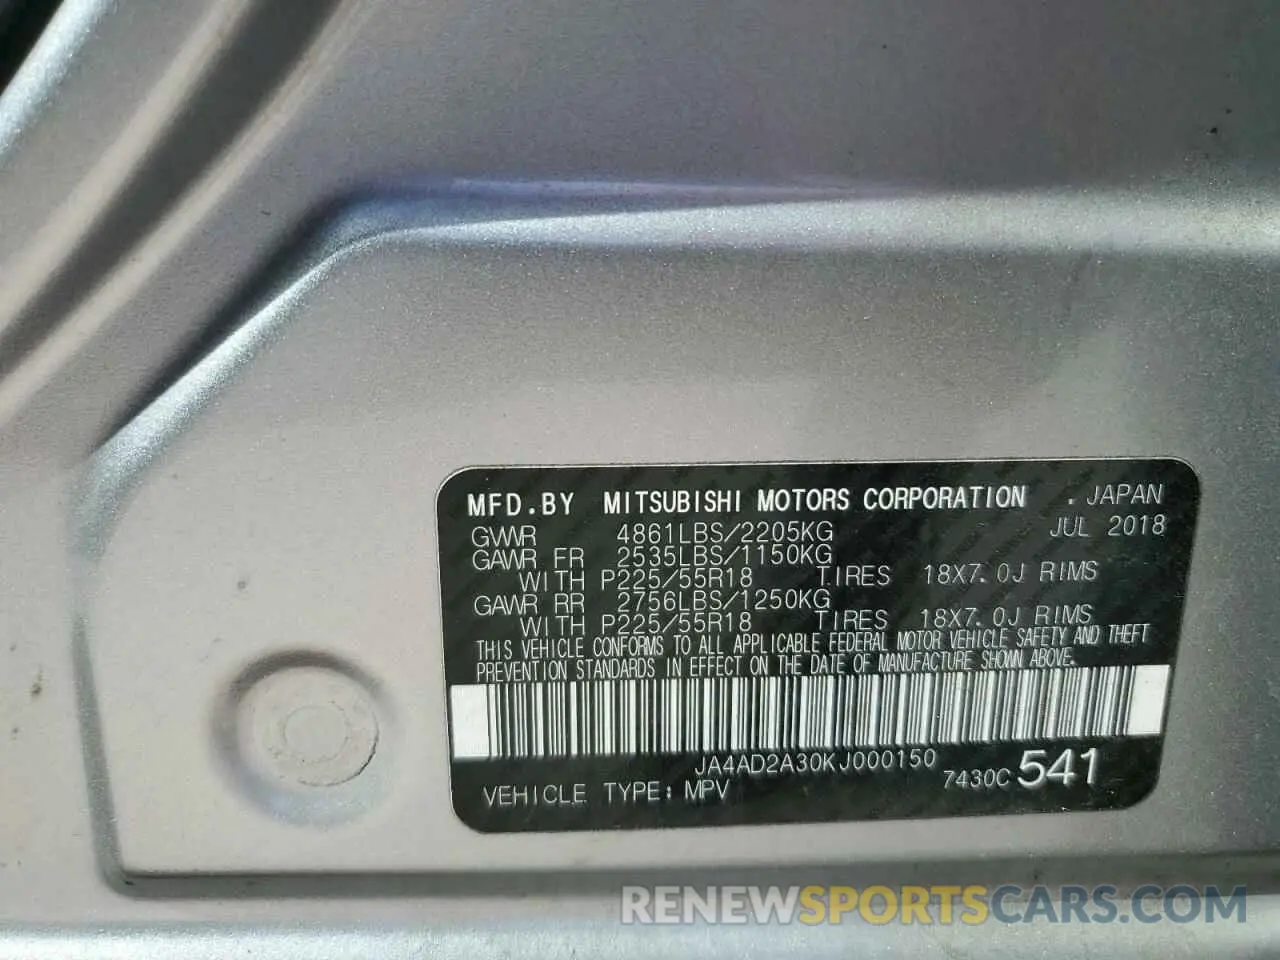 MFD.BY MITSUBISHI MOTORS CORPORATION . JAPAN
GVWR 4861LBS/2205KG JUL 2018
GAWR FR 2535LBS/1150KG
WITH P225/55R18 TIRES 18X7.0J RIMS
GAWR RR 2756LBS/1250KG
WITH P225/55R18 TIRES 18X7.0J RIMS
THIS VEHICLE CONFORMS TO ALL APPLICABLE FEDERAL MOTOR VEHICLE SAFETY AND THEFT
PREVENTION STANDARDS IN EFFECT ON THE DATE OF MANUFACTURE SHOWN ABOVE.
JA4AD2A30KJ000150
VEHICLE TYPE: MPV 7430C 541
RENEWSPORTSCARS.COM